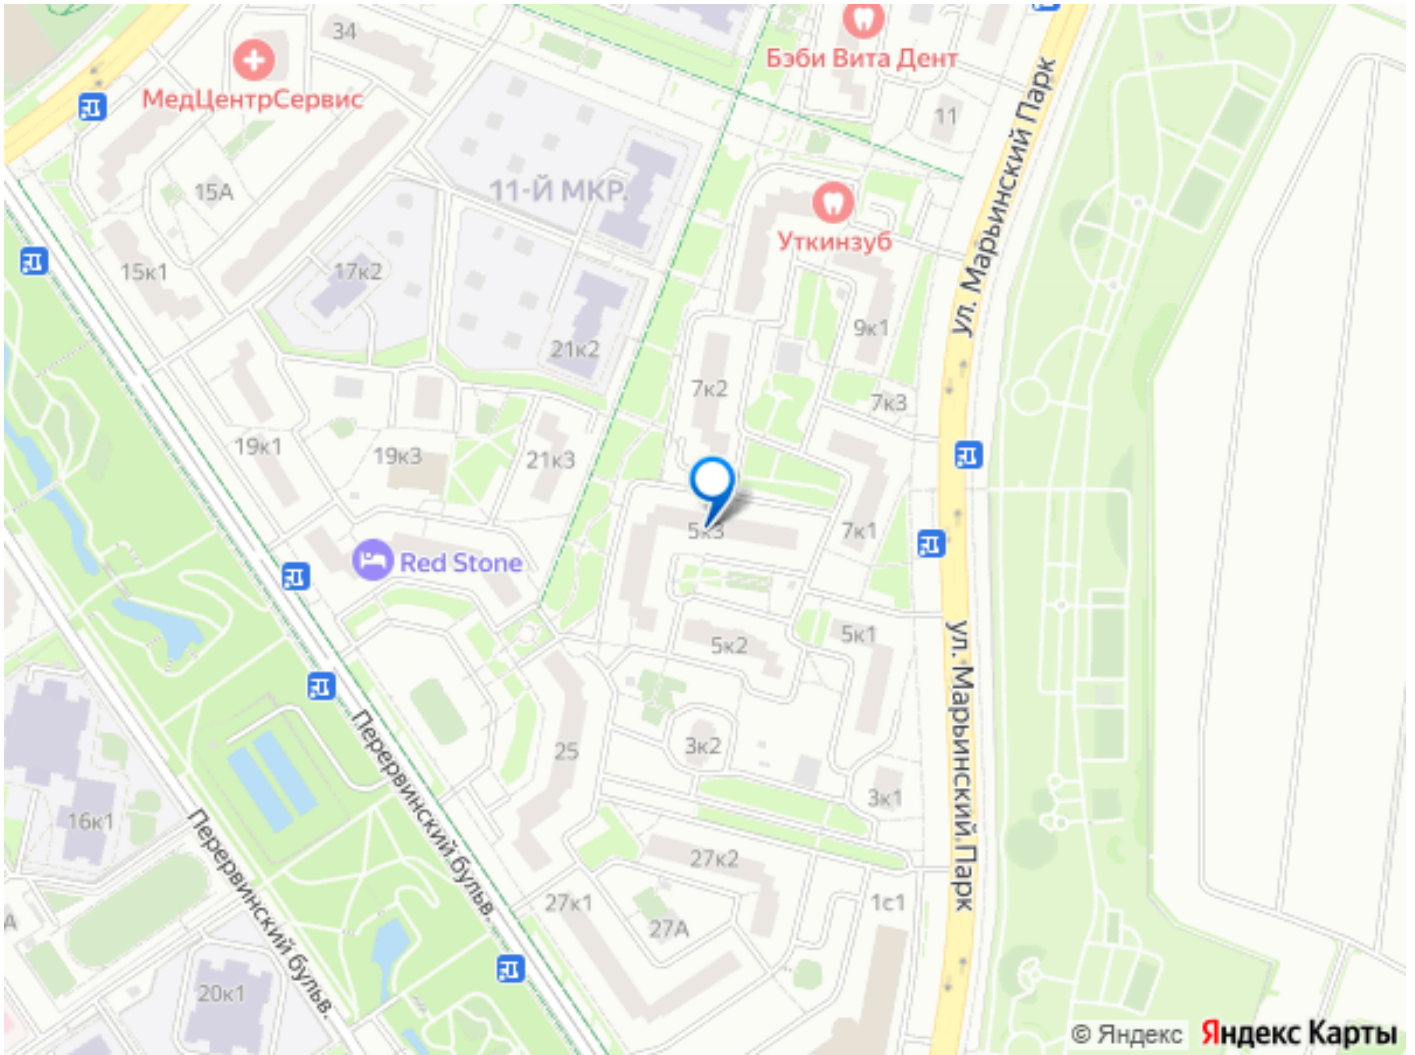 34
Бэби Вита Дент
МедЦентрСервис
11
ул. Марьинский Парк
15А
11-Й МКР.
Уткинзуб
15к1
17к2
9к1
21к2
7к2
7к3
19к1
19к3
21к3
5к3
7к1
Red Stone
5к2
5к1
ул. Марьинский Парк
25
3к2
3к1
Перервинский бульв.
16к1
Перервинский бульв.
27к2
27к1
1с1
27А
А
20к1
© Яндекс
Яндекс Карты